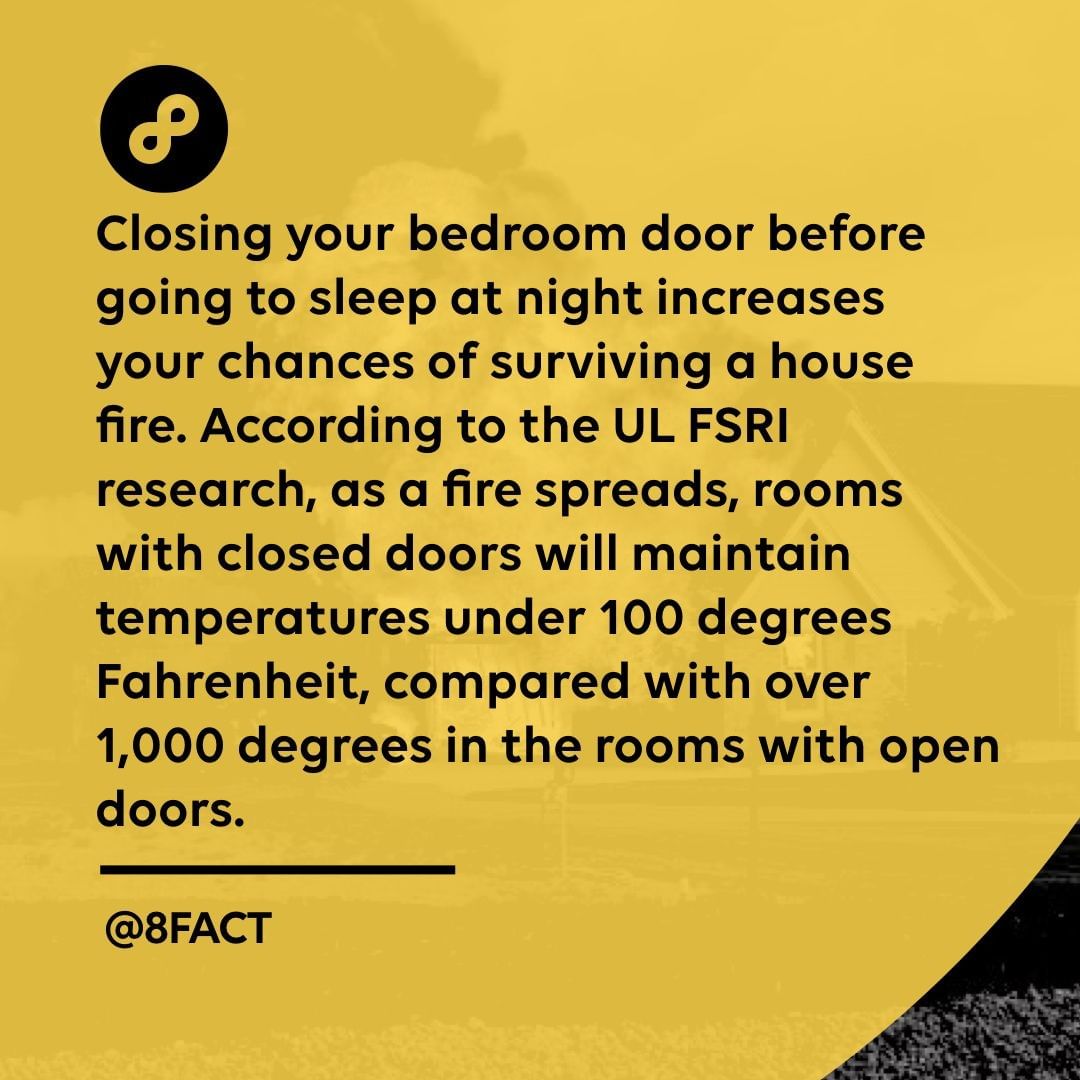 Closing your bedroom door before
going to sleep at night increases
your chances of surviving a house
fire. According to the UL FSRI
research, as a fire spreads, rooms
with closed doors will maintain
temperatures under 100 degrees
Fahrenheit, compared with over
1,000 degrees in the rooms with open
doors.
@8FACT